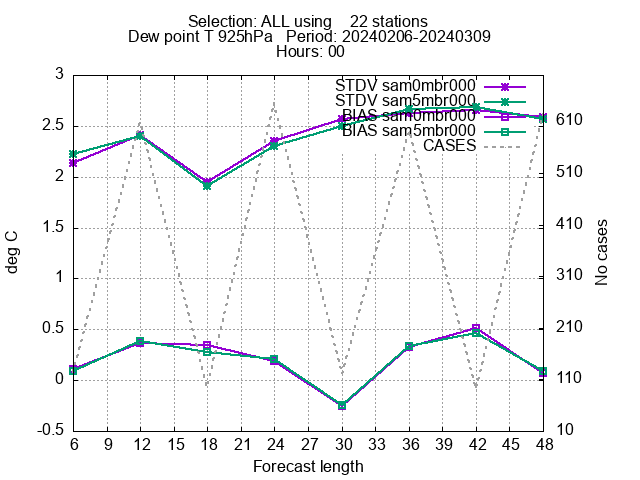 Selection: ALL using    22 stations
Dew point T 925hPa   Period: 20240206-20240309
Hours: 00
STDV sam0mbr000
STDV sam5mbr000
BIAS sam0mbr000
BIAS sam5mbr000
CASES
3
2.5
2
1.5
1
0.5
0
-0.5
deg C
610
510
410
310
210
110
10
No cases
6 9 12 15 18 21 24 27 30 33 36 39 42 45 48
Forecast length